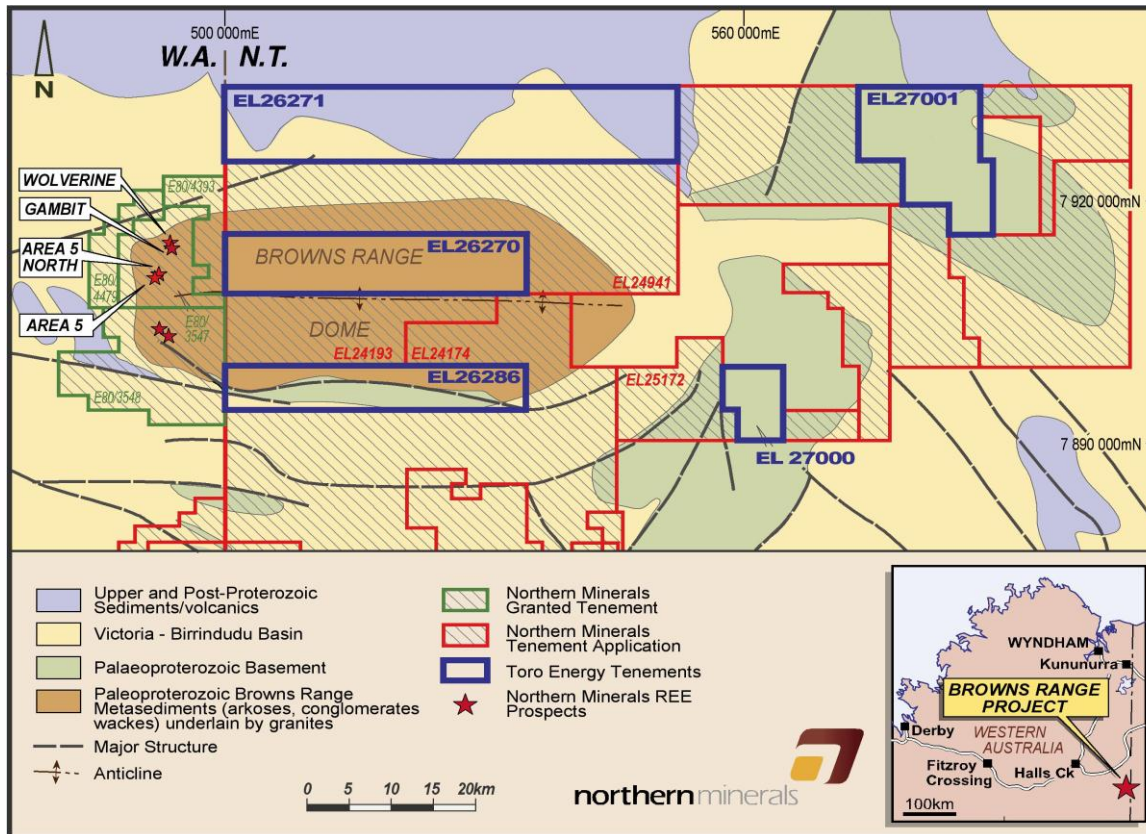 500 000mE
560 000mE
W.A. N.T.
N
EL26271
EL27001
WOLVERINE
GAMBIT
AREA 5
NORTH
AREA 5
E80/4393
E80/
4479
E80/
3547
E80/3548
7 920 000mN
BROWNS RANGE
EL26270
EL24941
DOME
EL24193
EL24174
EL26286
EL25172
EL 27000
7 890 000mN
Upper and Post-Proterozoic
Sediments/volcanics
Victoria - Birrindudu Basin
Palaeoproterozoic Basement
Paleoproterozoic Browns Range
Metasediments (arkoses, conglomerates
wackes) underlain by granites
Major Structure
Anticline
Northern Minerals
Granted Tenement
Northern Minerals
Tenement Application
Toro Energy Tenements
Northern Minerals REE
Prospects
0 5 10 15 20km
northernminerals
WYNDHAM
Kununurra
BROWNS RANGE
PROJECT
Derby
WESTERN
AUSTRALIA
Fitzroy
Crossing
Halls Ck
100km